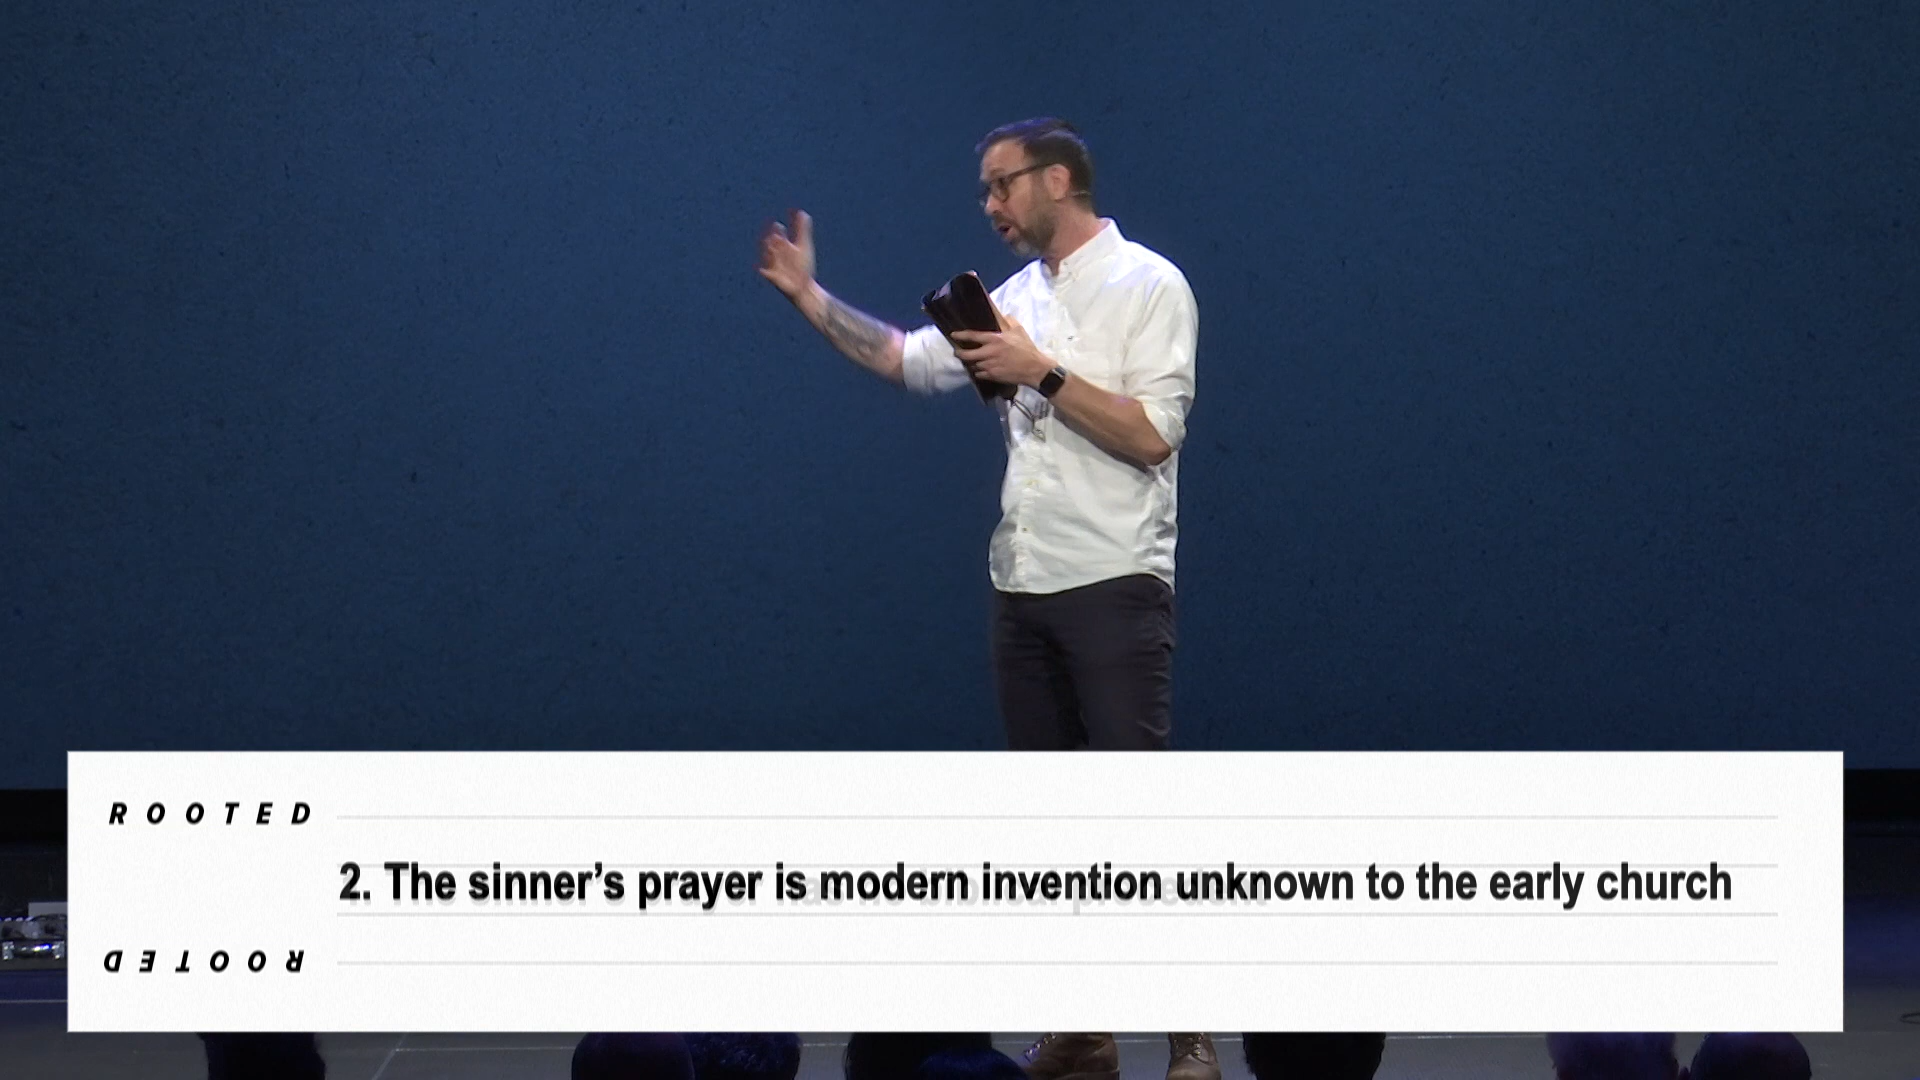 ROOTED
2. The sinner’s prayer is modern invention unknown to the early church
ROOTED